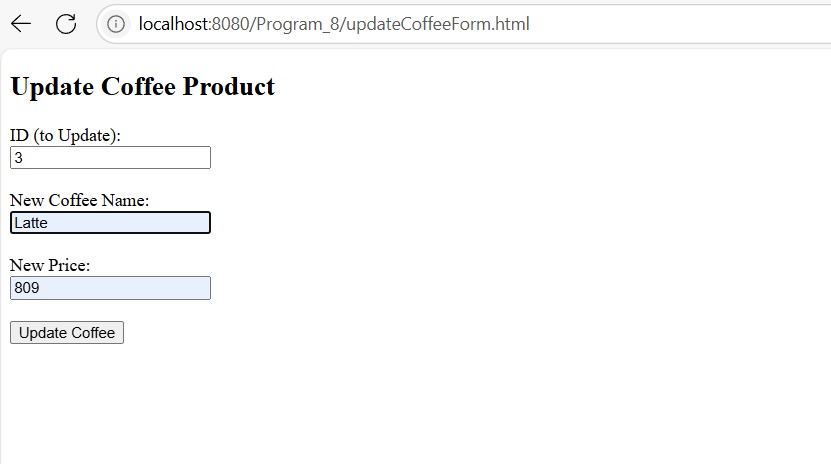 localhost:8080/Program_8/updateCoffeeForm.html
Update Coffee Product
ID (to Update):
3
New Coffee Name:
Latte
New Price:
809
Update Coffee